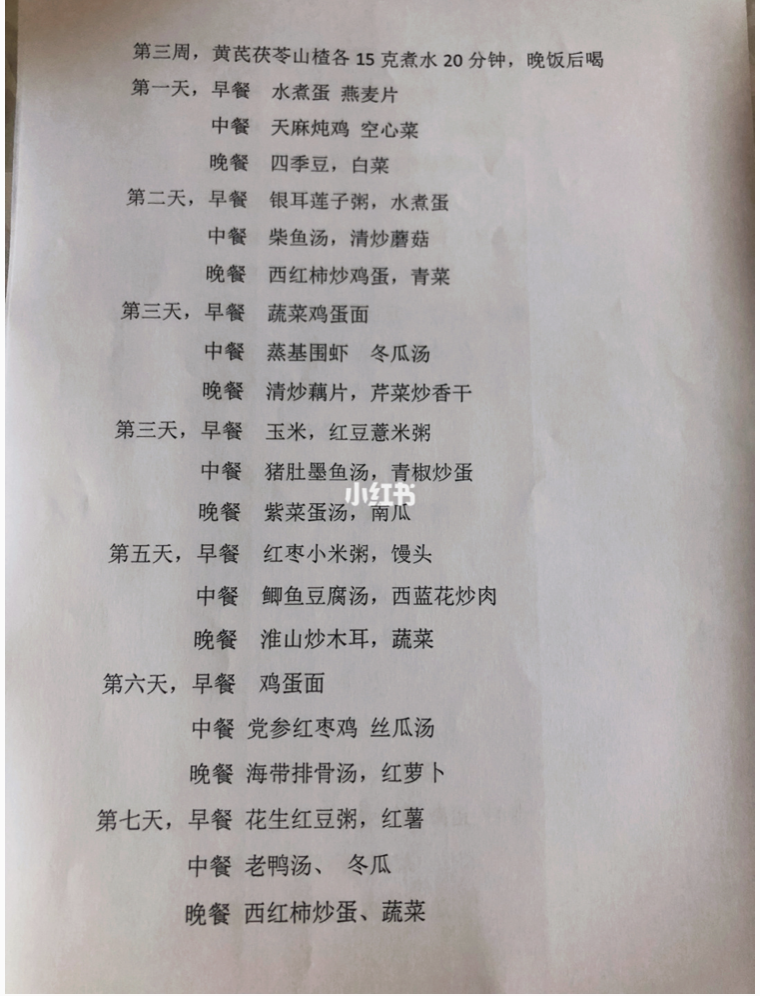 第三周，黄芪茯苓山楂各 15 克煮水 20 分钟，晚饭后喝
第一天，早餐 水煮蛋 燕麦片
中餐 天麻炖鸡 空心菜
晚餐 四季豆，白菜
第二天，早餐 银耳莲子粥，水煮蛋
中餐 柴鱼汤，清炒蘑菇
晚餐 西红柿炒鸡蛋，青菜
第三天，早餐 蔬菜鸡蛋面
中餐 蒸基围虾 冬瓜汤
晚餐 清炒藕片，芹菜炒香干
第三天，早餐 玉米，红豆薏米粥
中餐 猪肚墨鱼汤，青椒炒蛋
小红书
晚餐 紫菜蛋汤，南瓜
第五天，早餐 红枣小米粥，馒头
中餐 鲫鱼豆腐汤，西蓝花炒肉
晚餐 淮山炒木耳，蔬菜
第六天，早餐 鸡蛋面
中餐 党参红枣鸡 丝瓜汤
晚餐 海带排骨汤，红萝卜
第七天，早餐 花生红豆粥，红薯
中餐 老鸭汤、 冬瓜
晚餐 西红柿炒蛋、蔬菜